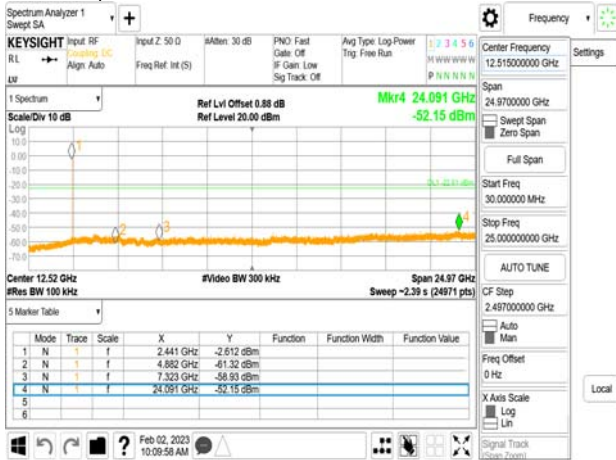 Spectrum Analyzer 1
Swept SA
Frequency
KEYSIGHT Input: RF
RL
Coupling: DC
Align: Auto
Input Z: 50 Ω
Freq Ref: Int (S)
#Atten: 30 dB
PNO: Fast
Gate: Off
IF Gain: Low
Sig Track: Off
Avg Type: Log-Power
Trig: Free Run
1 2 3 4 5 6
M W W W W W
P N N N N N
1 Spectrum
Scale/Div 10 dB
Ref Lvl Offset 0.88 dB
Ref Level 20.00 dBm
Mkr4 24.091 GHz
-52.15 dBm
Log
10.0
0.00
-10.0
-20.0
-30.0
-40.0
-50.0
-60.0
-70.0
1
2
3
4
Center 12.52 GHz
#Res BW 100 kHz
#Video BW 300 kHz
Span 24.97 GHz
Sweep ~2.39 s (24971 pts)
5 Marker Table
Mode Trace Scale X Y Function Function Width Function Value
1 N 1 f 2.441 GHz -2.612 dBm
2 N 1 f 4.882 GHz -61.32 dBm
3 N 1 f 7.323 GHz -58.93 dBm
4 N 1 f 24.091 GHz -52.15 dBm
5
6
Feb 02, 2023
10:09:58 AM
Center Frequency
12.515000000 GHz
Span
24.9700000 GHz
Swept Span
Zero Span
Full Span
Start Freq
30.000000 MHz
Stop Freq
25.000000000 GHz
AUTO TUNE
CF Step
2.497000000 GHz
Auto
Man
Freq Offset
0 Hz
X Axis Scale
Log
Lin
Signal Track
(Span Zoom)
Settings
Local